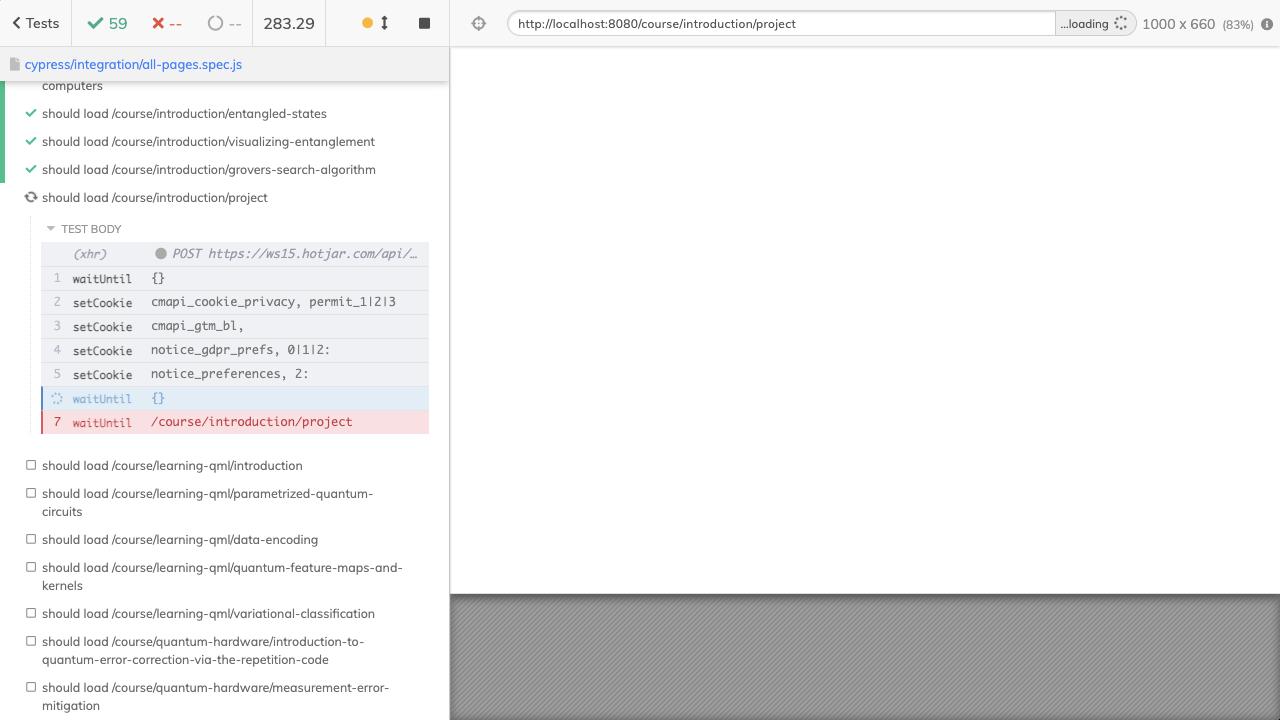 Tests
59
--
--
283.29
http://localhost:8080/course/introduction/project
...loading
1000 x 660 (83%)
cypress/integration/all-pages.spec.js
computers
should load /course/introduction/entangled-states
should load /course/introduction/visualizing-entanglement
should load /course/introduction/grovers-search-algorithm
should load /course/introduction/project
TEST BODY
(xhr) POST https://ws15.hotjar.com/api/…
1 waitUntil {}
2 setCookie cmapi_cookie_privacy, permit_1|2|3
3 setCookie cmapi_gtm_bl,
4 setCookie notice_gdpr_prefs, 0|1|2:
5 setCookie notice_preferences, 2:
waitUntil {}
7 waitUntil /course/introduction/project
should load /course/learning-qml/introduction
should load /course/learning-qml/parametrized-quantum-
circuits
should load /course/learning-qml/data-encoding
should load /course/learning-qml/quantum-feature-maps-and-
kernels
should load /course/learning-qml/variational-classification
should load /course/quantum-hardware/introduction-to-
quantum-error-correction-via-the-repetition-code
should load /course/quantum-hardware/measurement-error-
mitigation